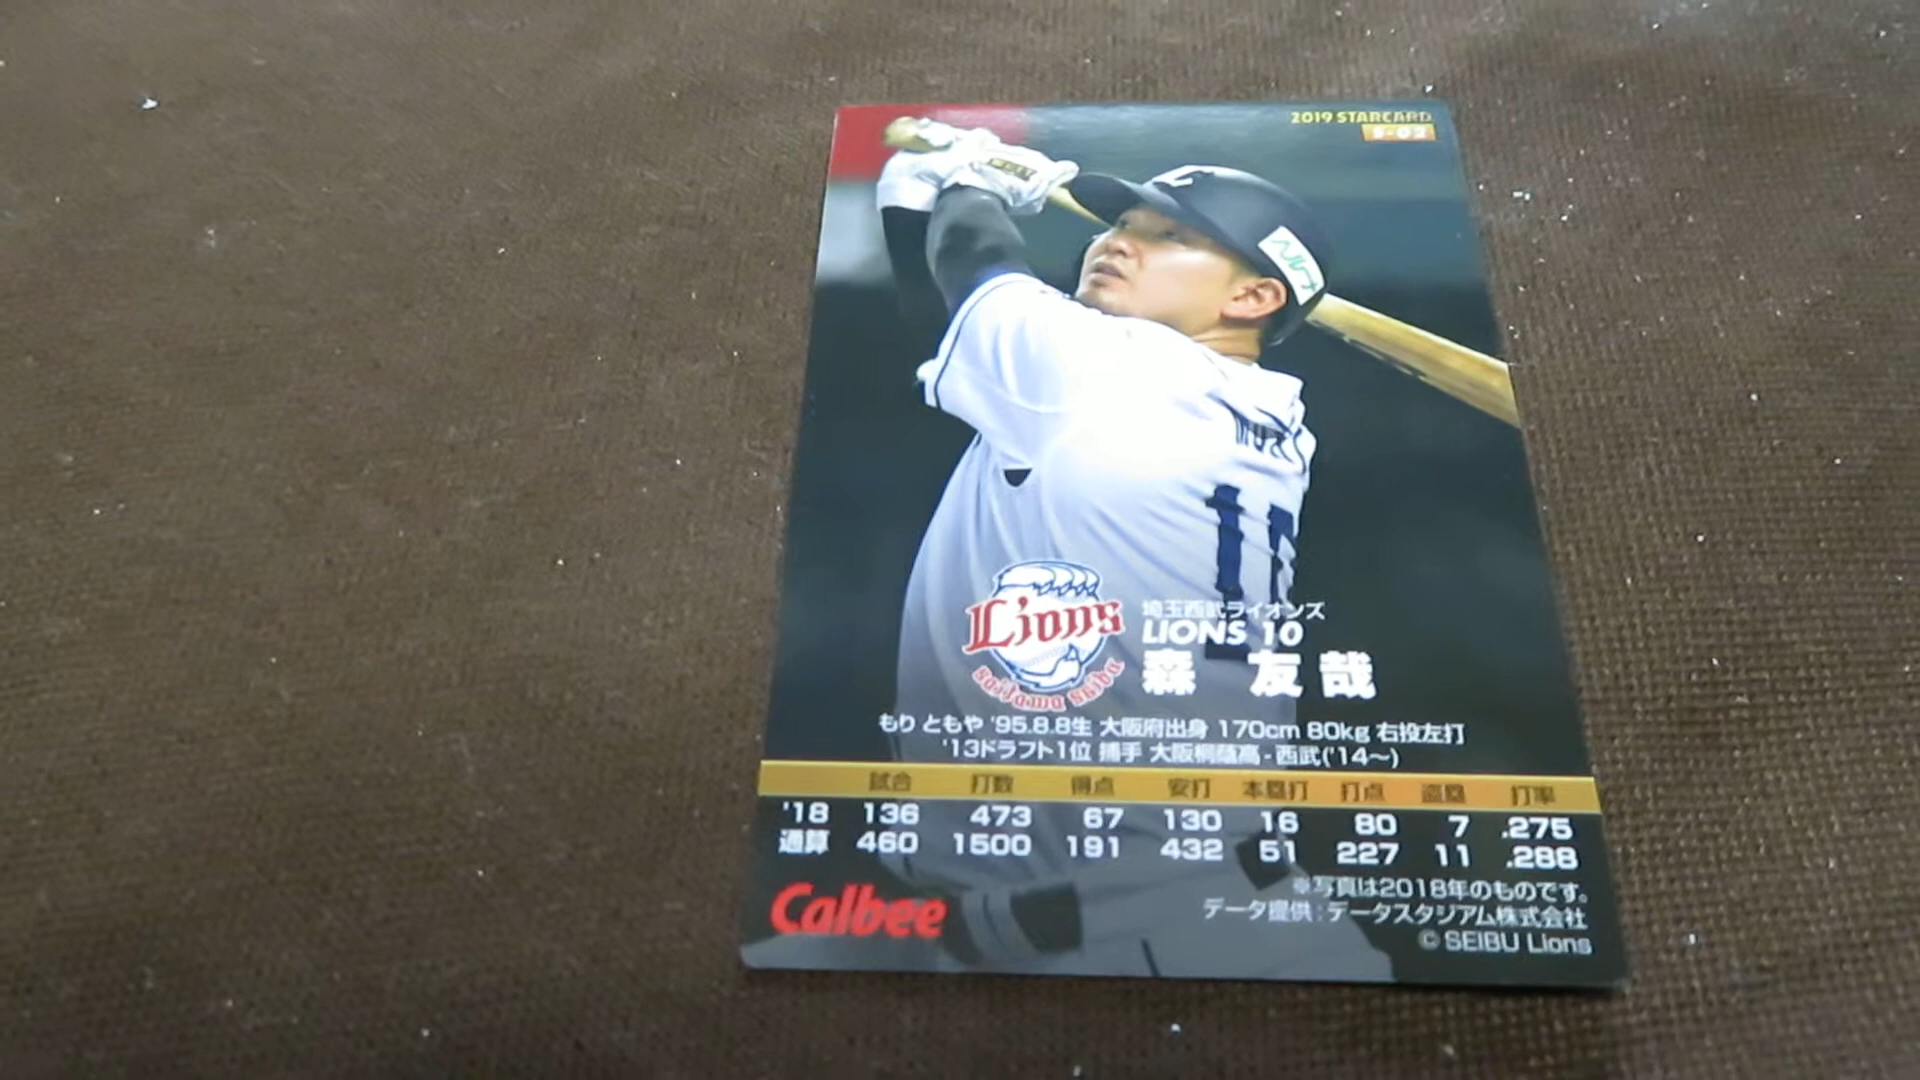 2019 STARCARD
S-02
MORI
10
Lions
saitama seibu
埼玉西武ライオンズ
LIONS 10
森 友哉
もり ともや '95.8.8生 大阪府出身 170cm 80kg 右投左打
'13ドラフト1位 捕手 大阪桐蔭高-西武('14〜)
試合 打数 得点 安打 本塁打 打点 盗塁 打率
'18 136 473 67 130 16 80 7 .275
通算 460 1500 191 432 51 227 11 .288
Calbee
※写真は2018年のものです。
データ提供:データスタジアム株式会社
© SEIBU Lions